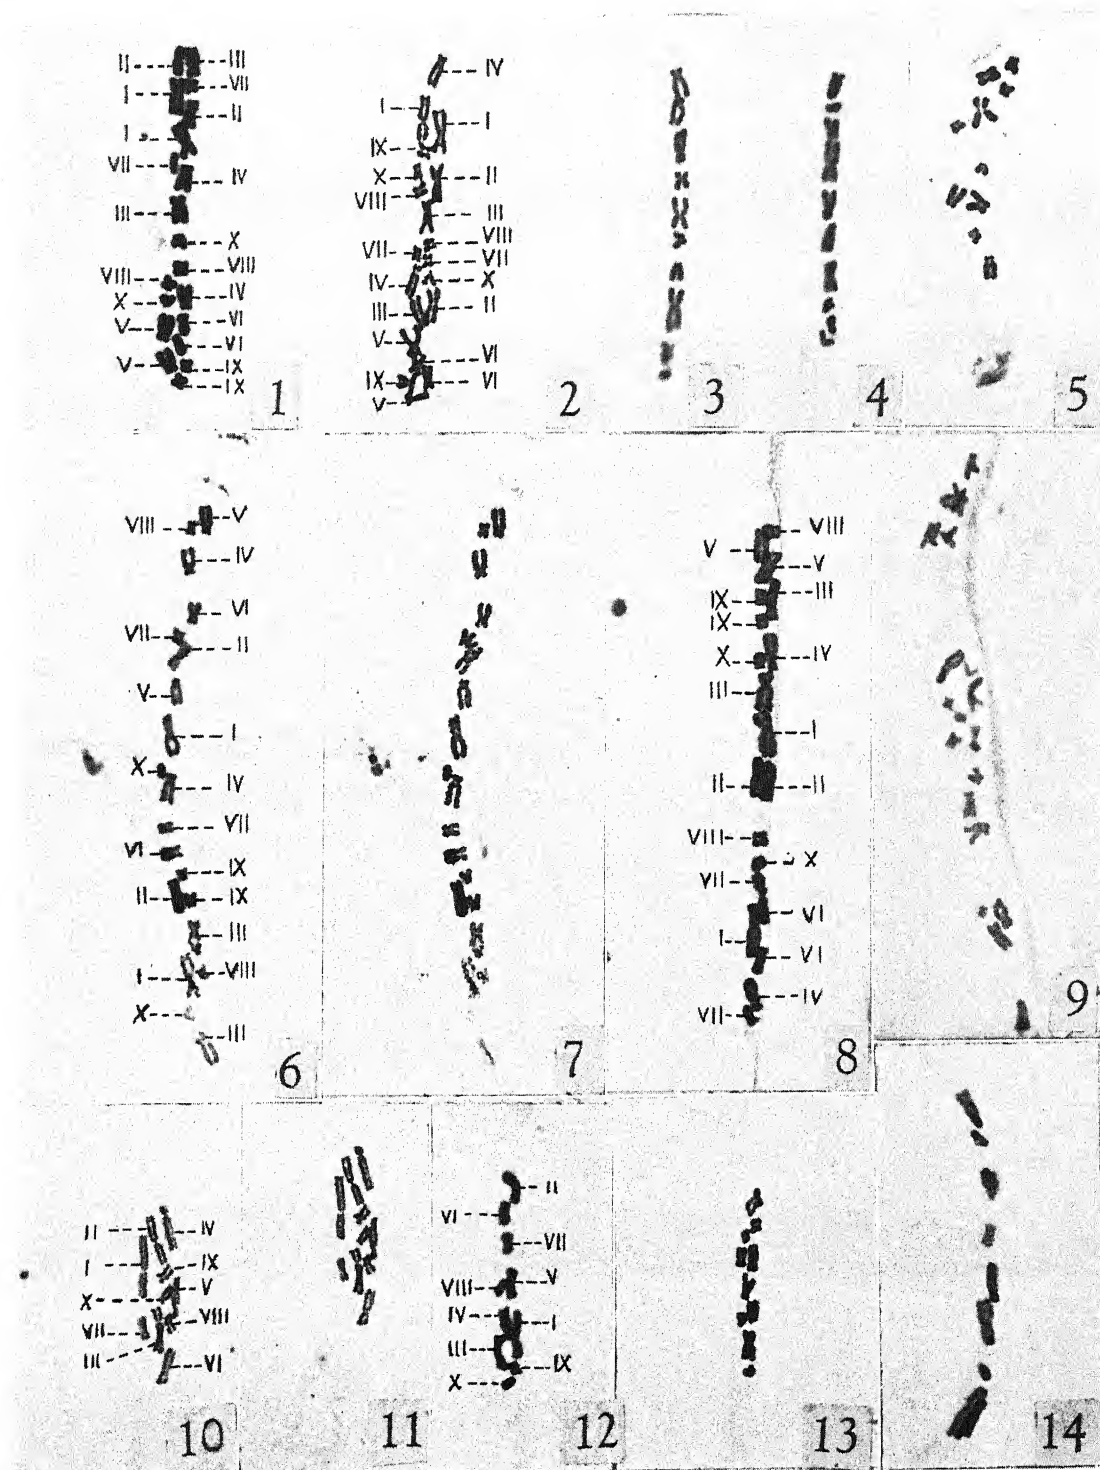 II III
I VII
II
I
VII
IV
III
X
VIII VIII
X IV
V VI
VI
V IX
IX
1
IV
I I
IX
X II
VIII
III
VIII
VII VII
IV X
III II
V
VI
IX VI
V
2
3
4
5
VIII V
IV
VI
VII II
V
I
X
IV
VII
VI
IX
II IX
III
I VIII
X
III
6
7
VIII
V
V
III
IX
IX
X IV
III
I
II II
VIII
X
VII
VI
I
VI
IV
VII
8
9
II IV
I IX
V
X
VIII
VII
III
VI
10
11
II
VI
VII
V
VIII
IV
I
III
IX
X
12
13
14